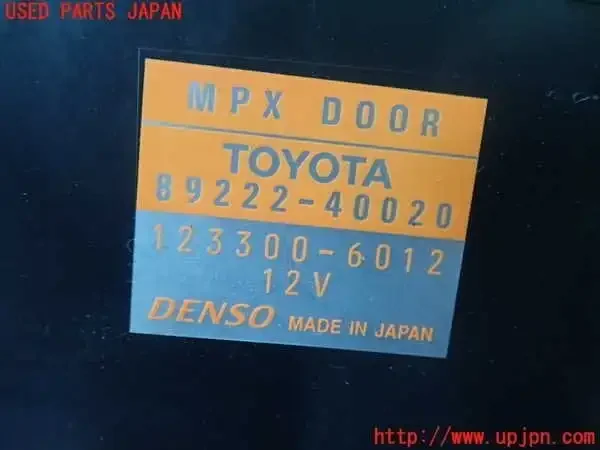 USED PARTS JAPAN
MPX DOOR
TOYOTA
89222-40020
123300-6012
12V
DENSO MADE IN JAPAN
http://www.upjpn.com/